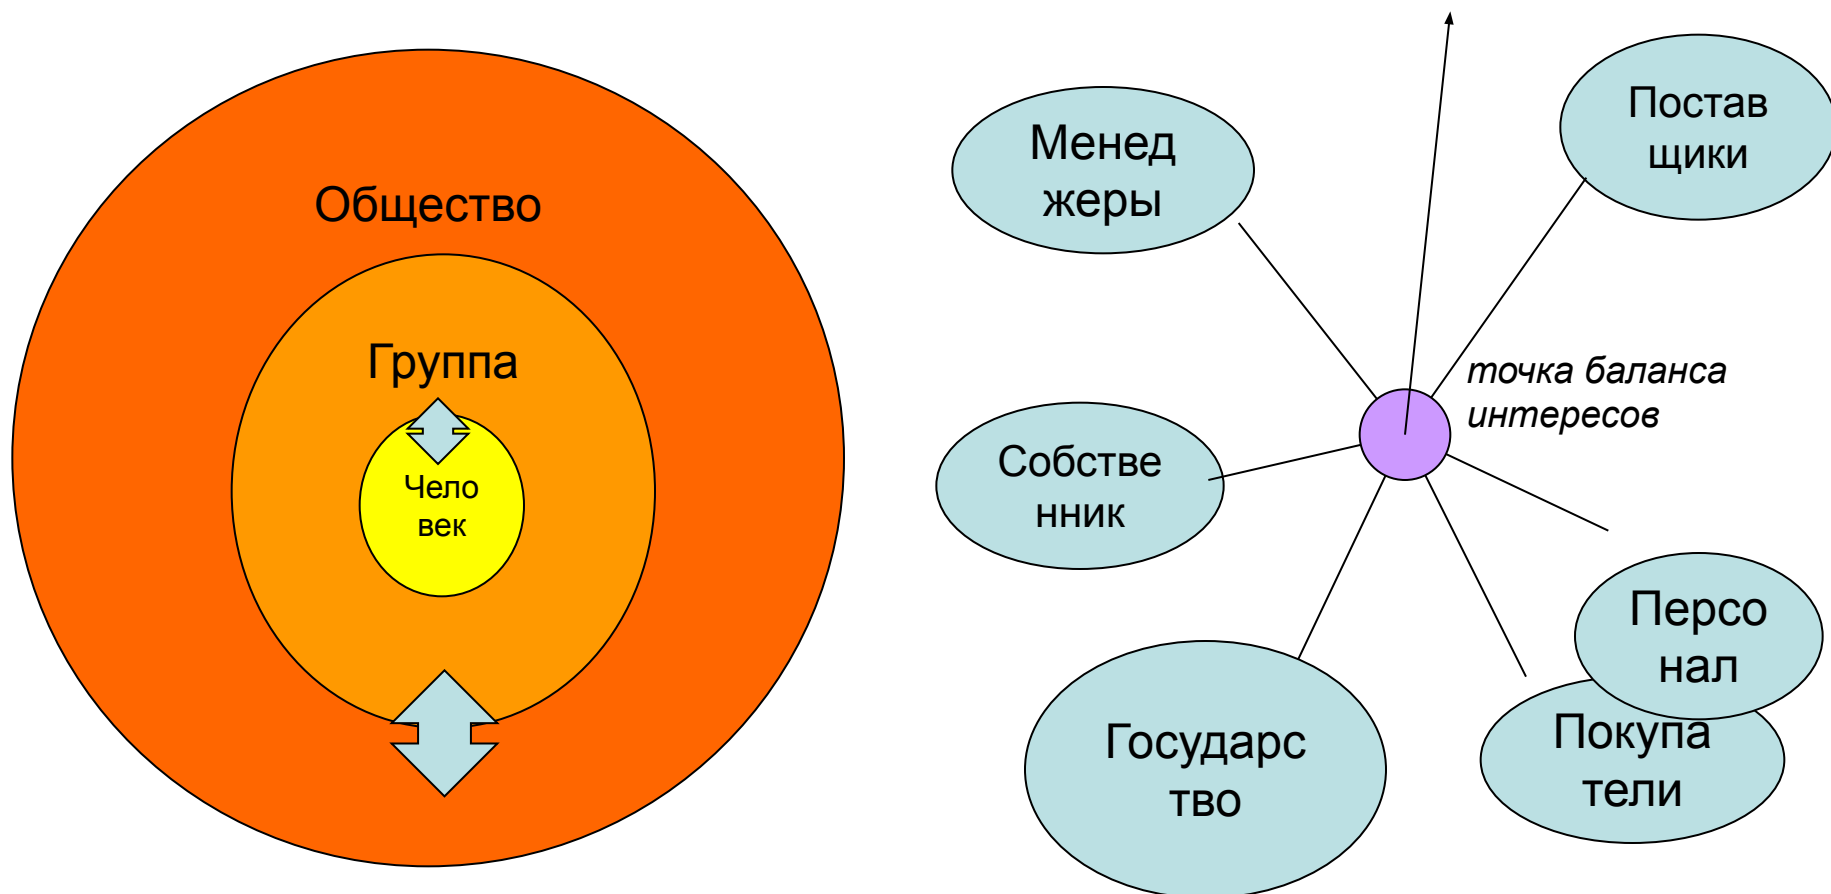 Общество
Группа
Чело
век
Менед
жеры
Постав
щики
точка баланса
интересов
Собстве
нник
Персо
нал
Государс
тво
Покупа
тели